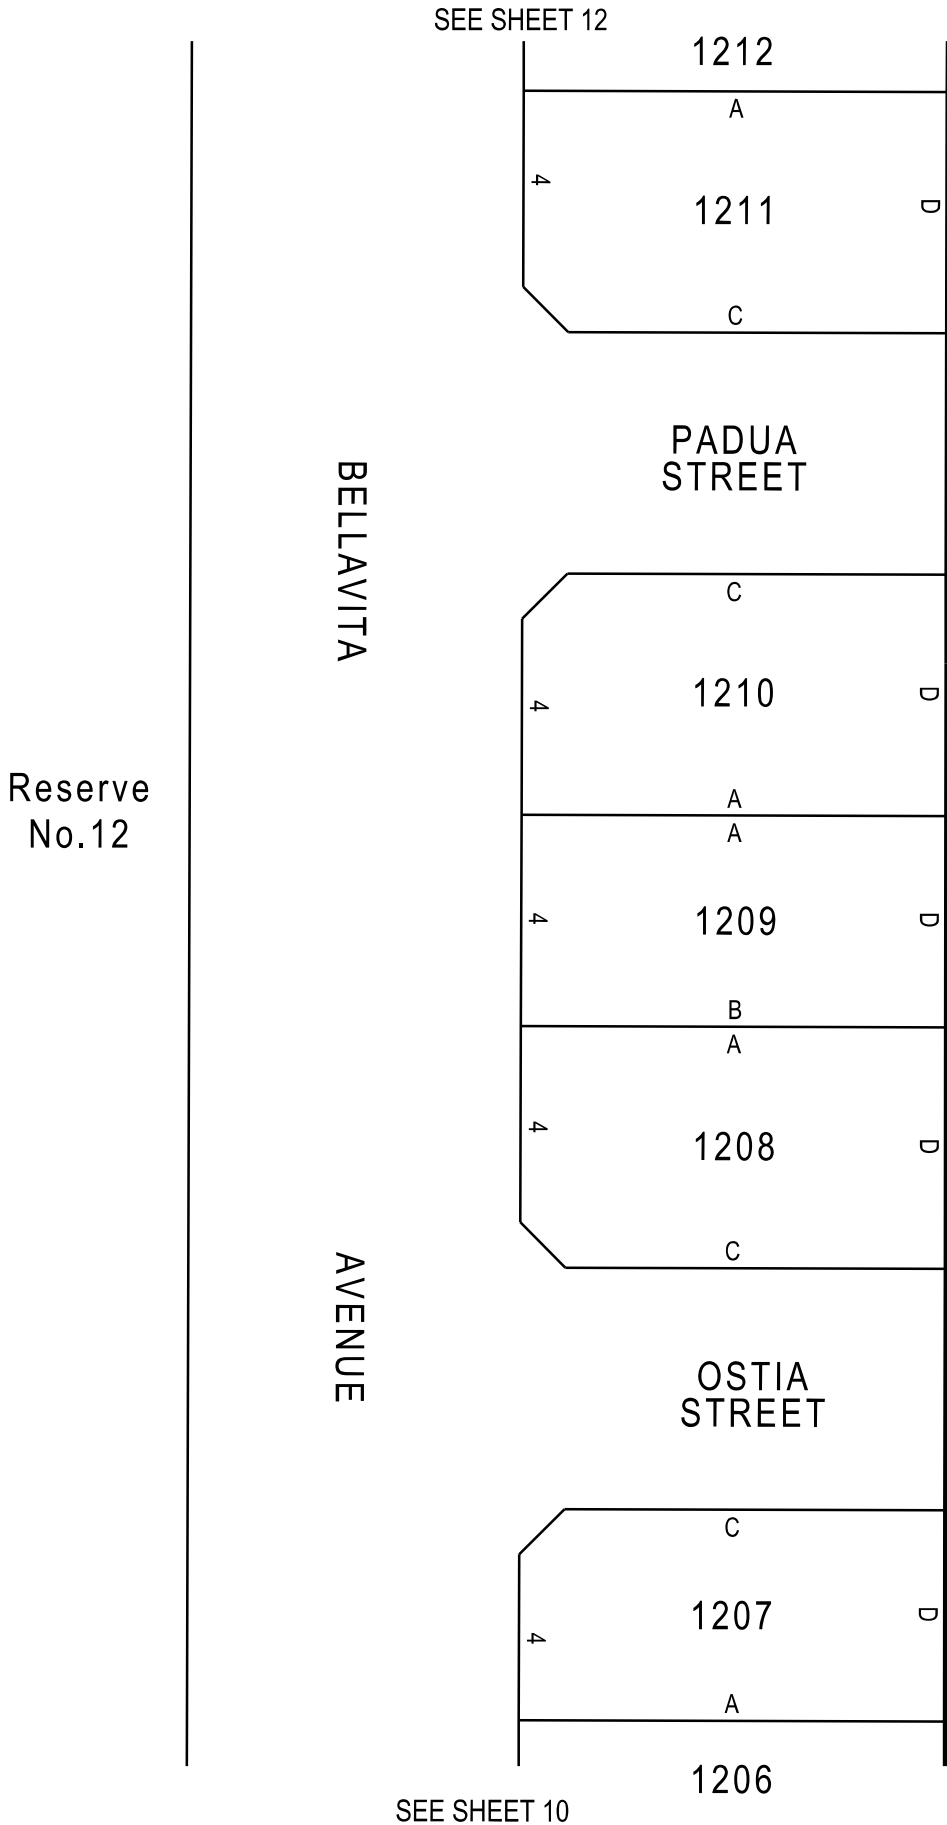 SEE SHEET 12
1212
A
4
1211
D
C
PADUA
STREET
BELLAVITA
C
1210
4
D
Reserve
No.12
A
A
1209
4
D
B
A
4
1208
D
C
AVENUE
OSTIA
STREET
C
1207
D
4
A
1206
SEE SHEET 10